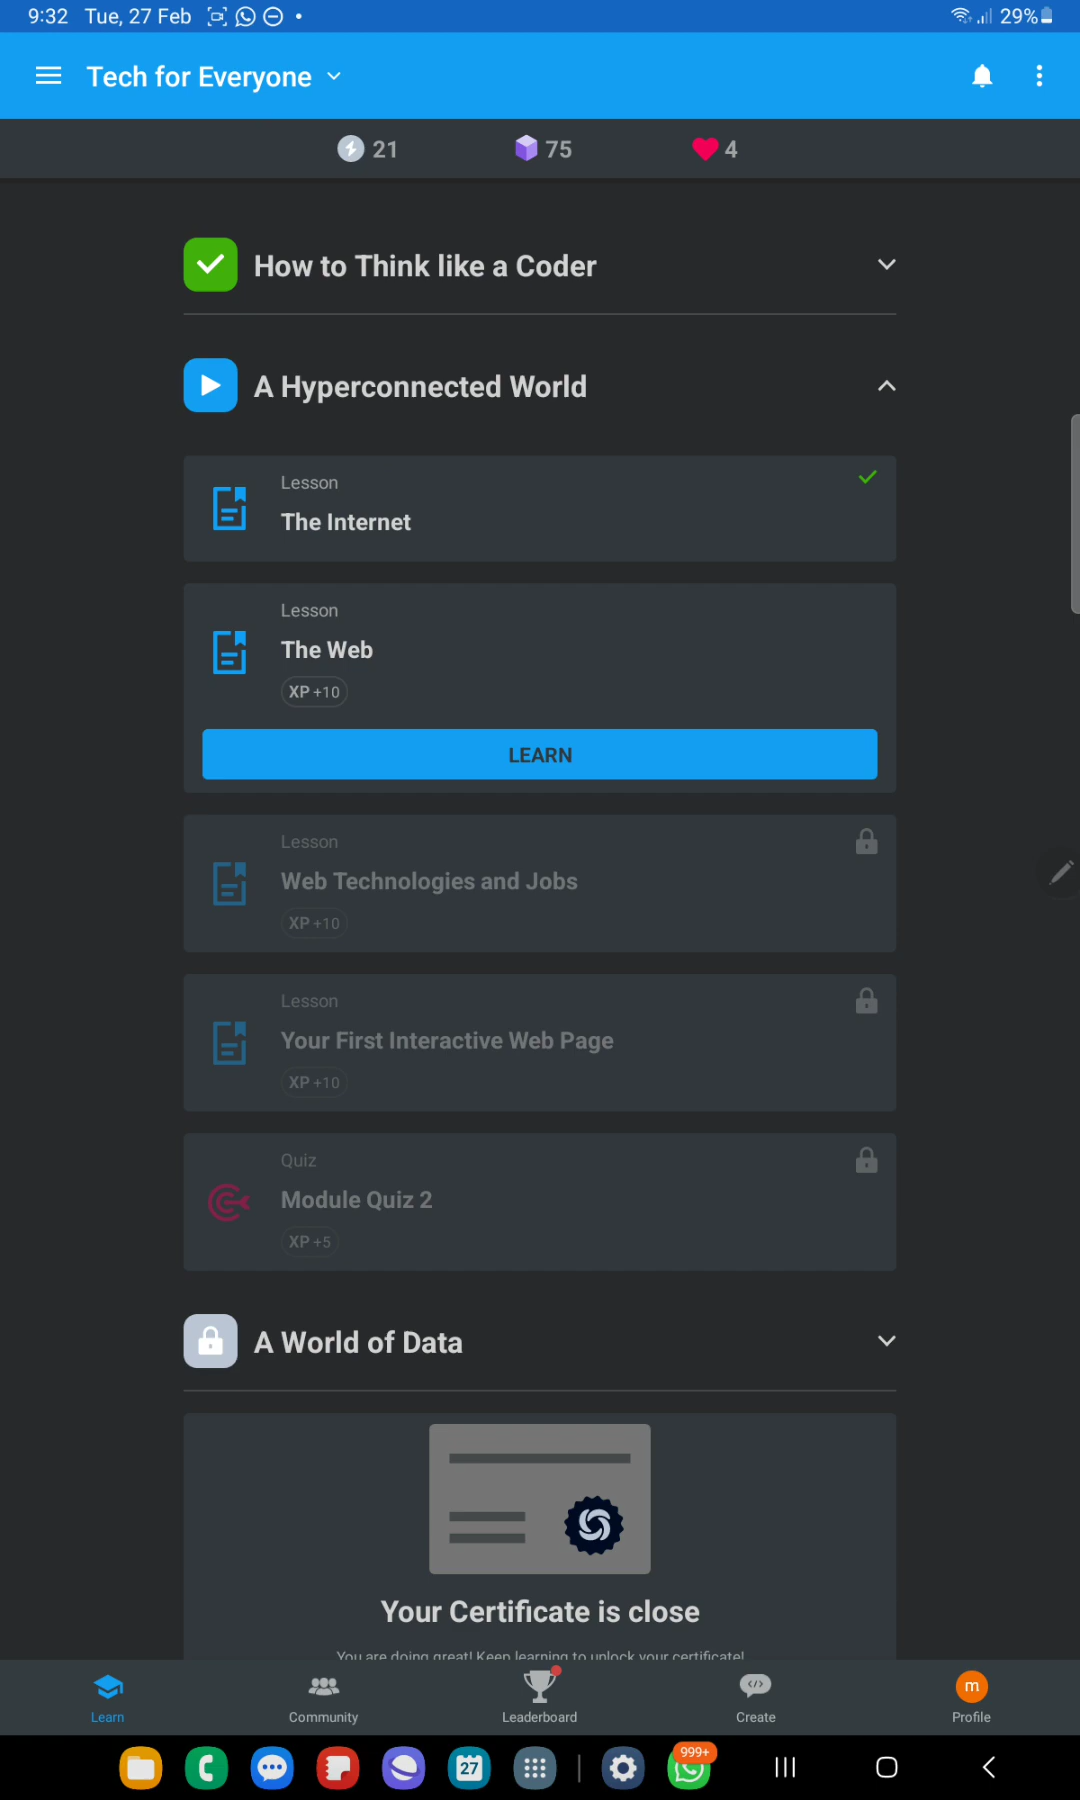 9:32 Tue, 27 Feb
29%
Tech for Everyone
21
75
4
How to Think like a Coder
A Hyperconnected World
Lesson
The Internet
Lesson
The Web
XP +10
LEARN
Lesson
Web Technologies and Jobs
XP +10
Lesson
Your First Interactive Web Page
XP +10
Quiz
Module Quiz 2
XP +5
A World of Data
Your Certificate is close
You are doing great! Keep learning to unlock your certificate!
Learn
Community
Leaderboard
Create
m
Profile
27
999+